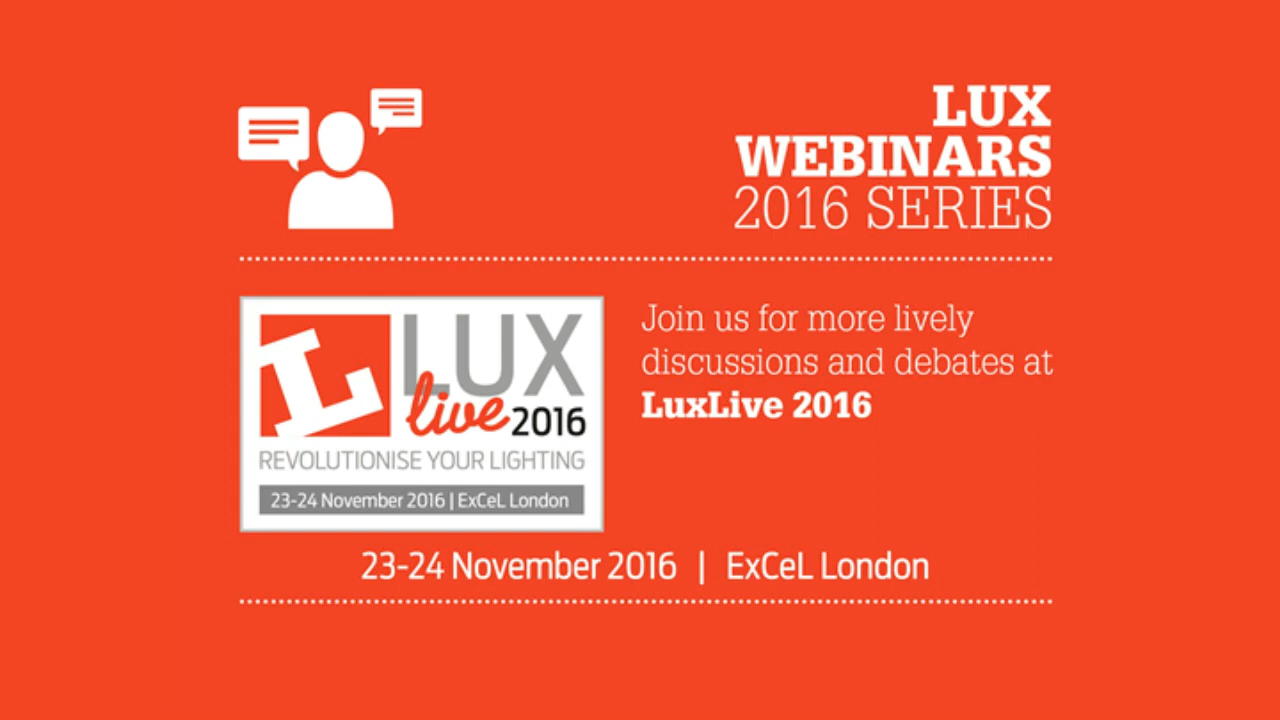 LUX
WEBINARS
2016 SERIES
L LUX
live 2016
REVOLUTIONISE YOUR LIGHTING
23-24 November 2016 | ExCeL London
Join us for more lively
discussions and debates at
LuxLive 2016
23-24 November 2016 | ExCeL London